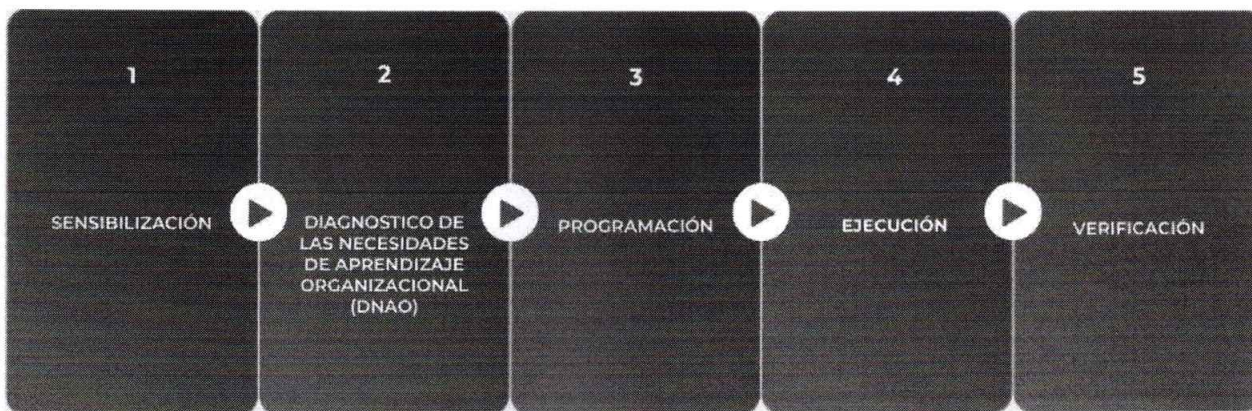 1
SENSIBILIZACIÓN
2
DIAGNOSTICO DE
LAS NECESIDADES
DE APRENDIZAJE
ORGANIZACIONAL
(DNAO)
3
PROGRAMACIÓN
4
EJECUCIÓN
5
VERIFICACIÓN